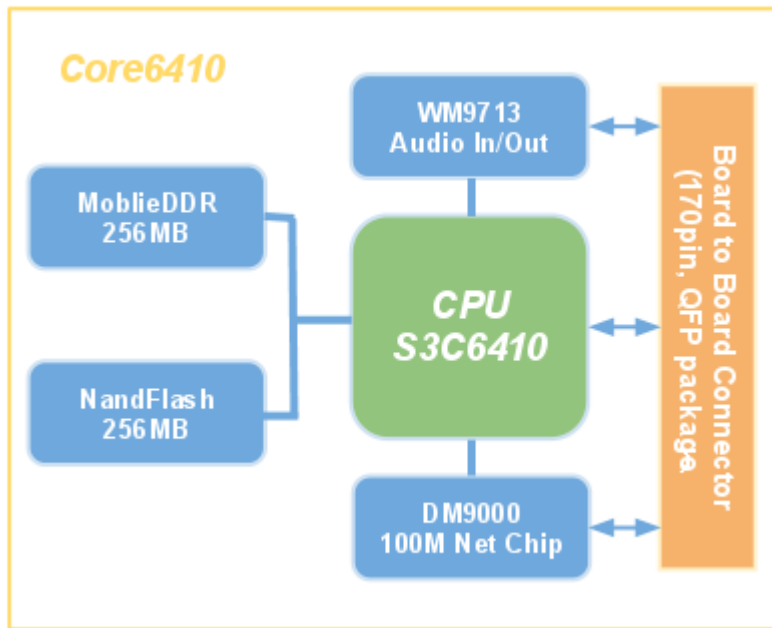 Core6410
WM9713
Audio In/Out
MoblieDDR
256MB
CPU
S3C6410
NandFlash
256MB
DM9000
100M Net Chip
Board to Board Connector
(170pin, QFP package)